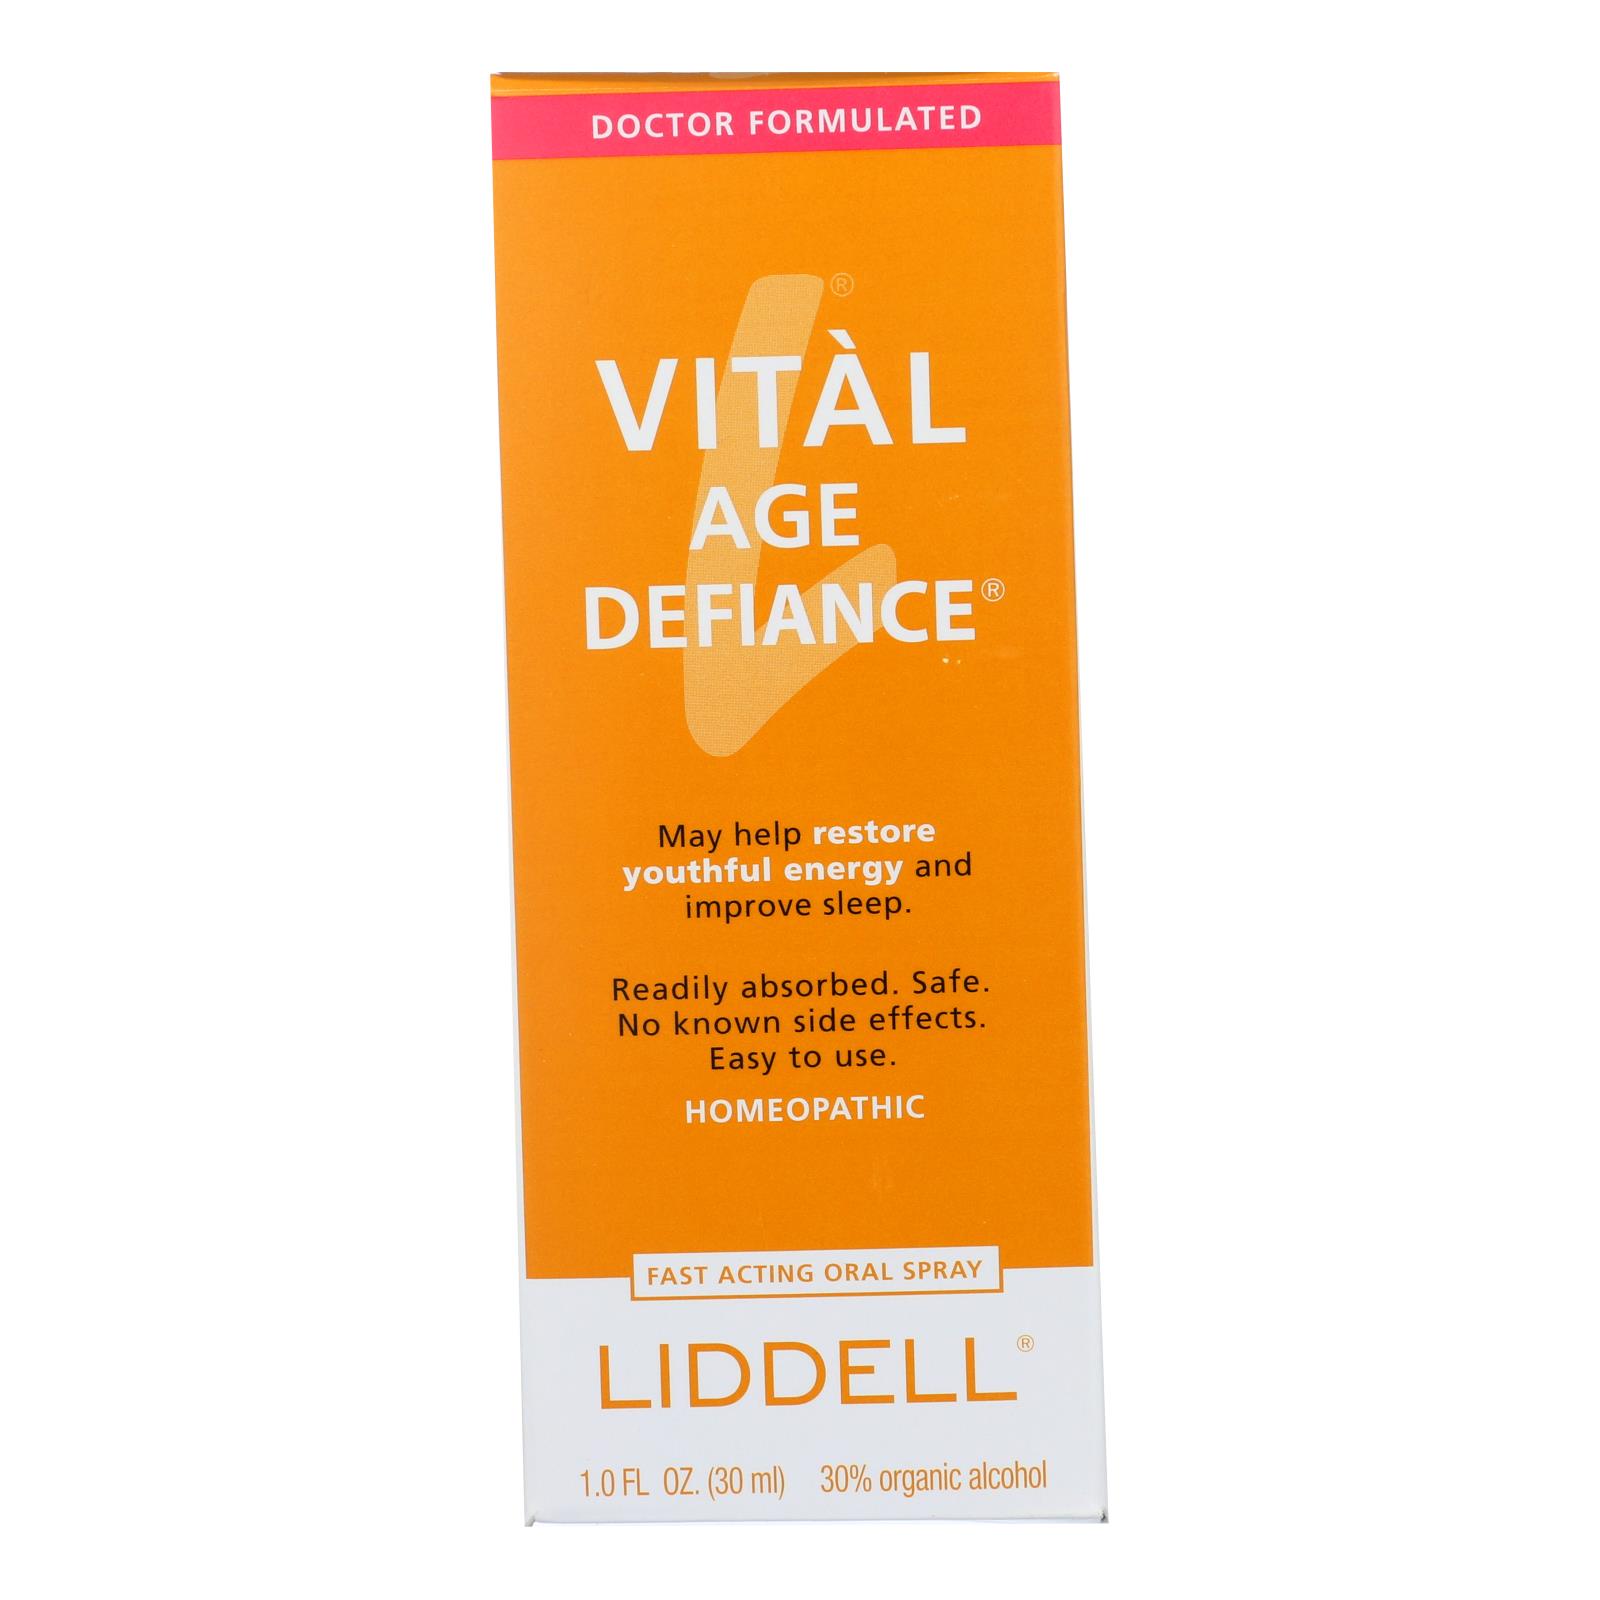 DOCTOR FORMULATED
®
VITÀL
AGE
DEFIANCE®
May help restore
youthful energy and
improve sleep.
Readily absorbed. Safe.
No known side effects.
Easy to use.
HOMEOPATHIC
FAST ACTING ORAL SPRAY
LIDDELL®
1.0 FL OZ. (30 ml) 30% organic alcohol